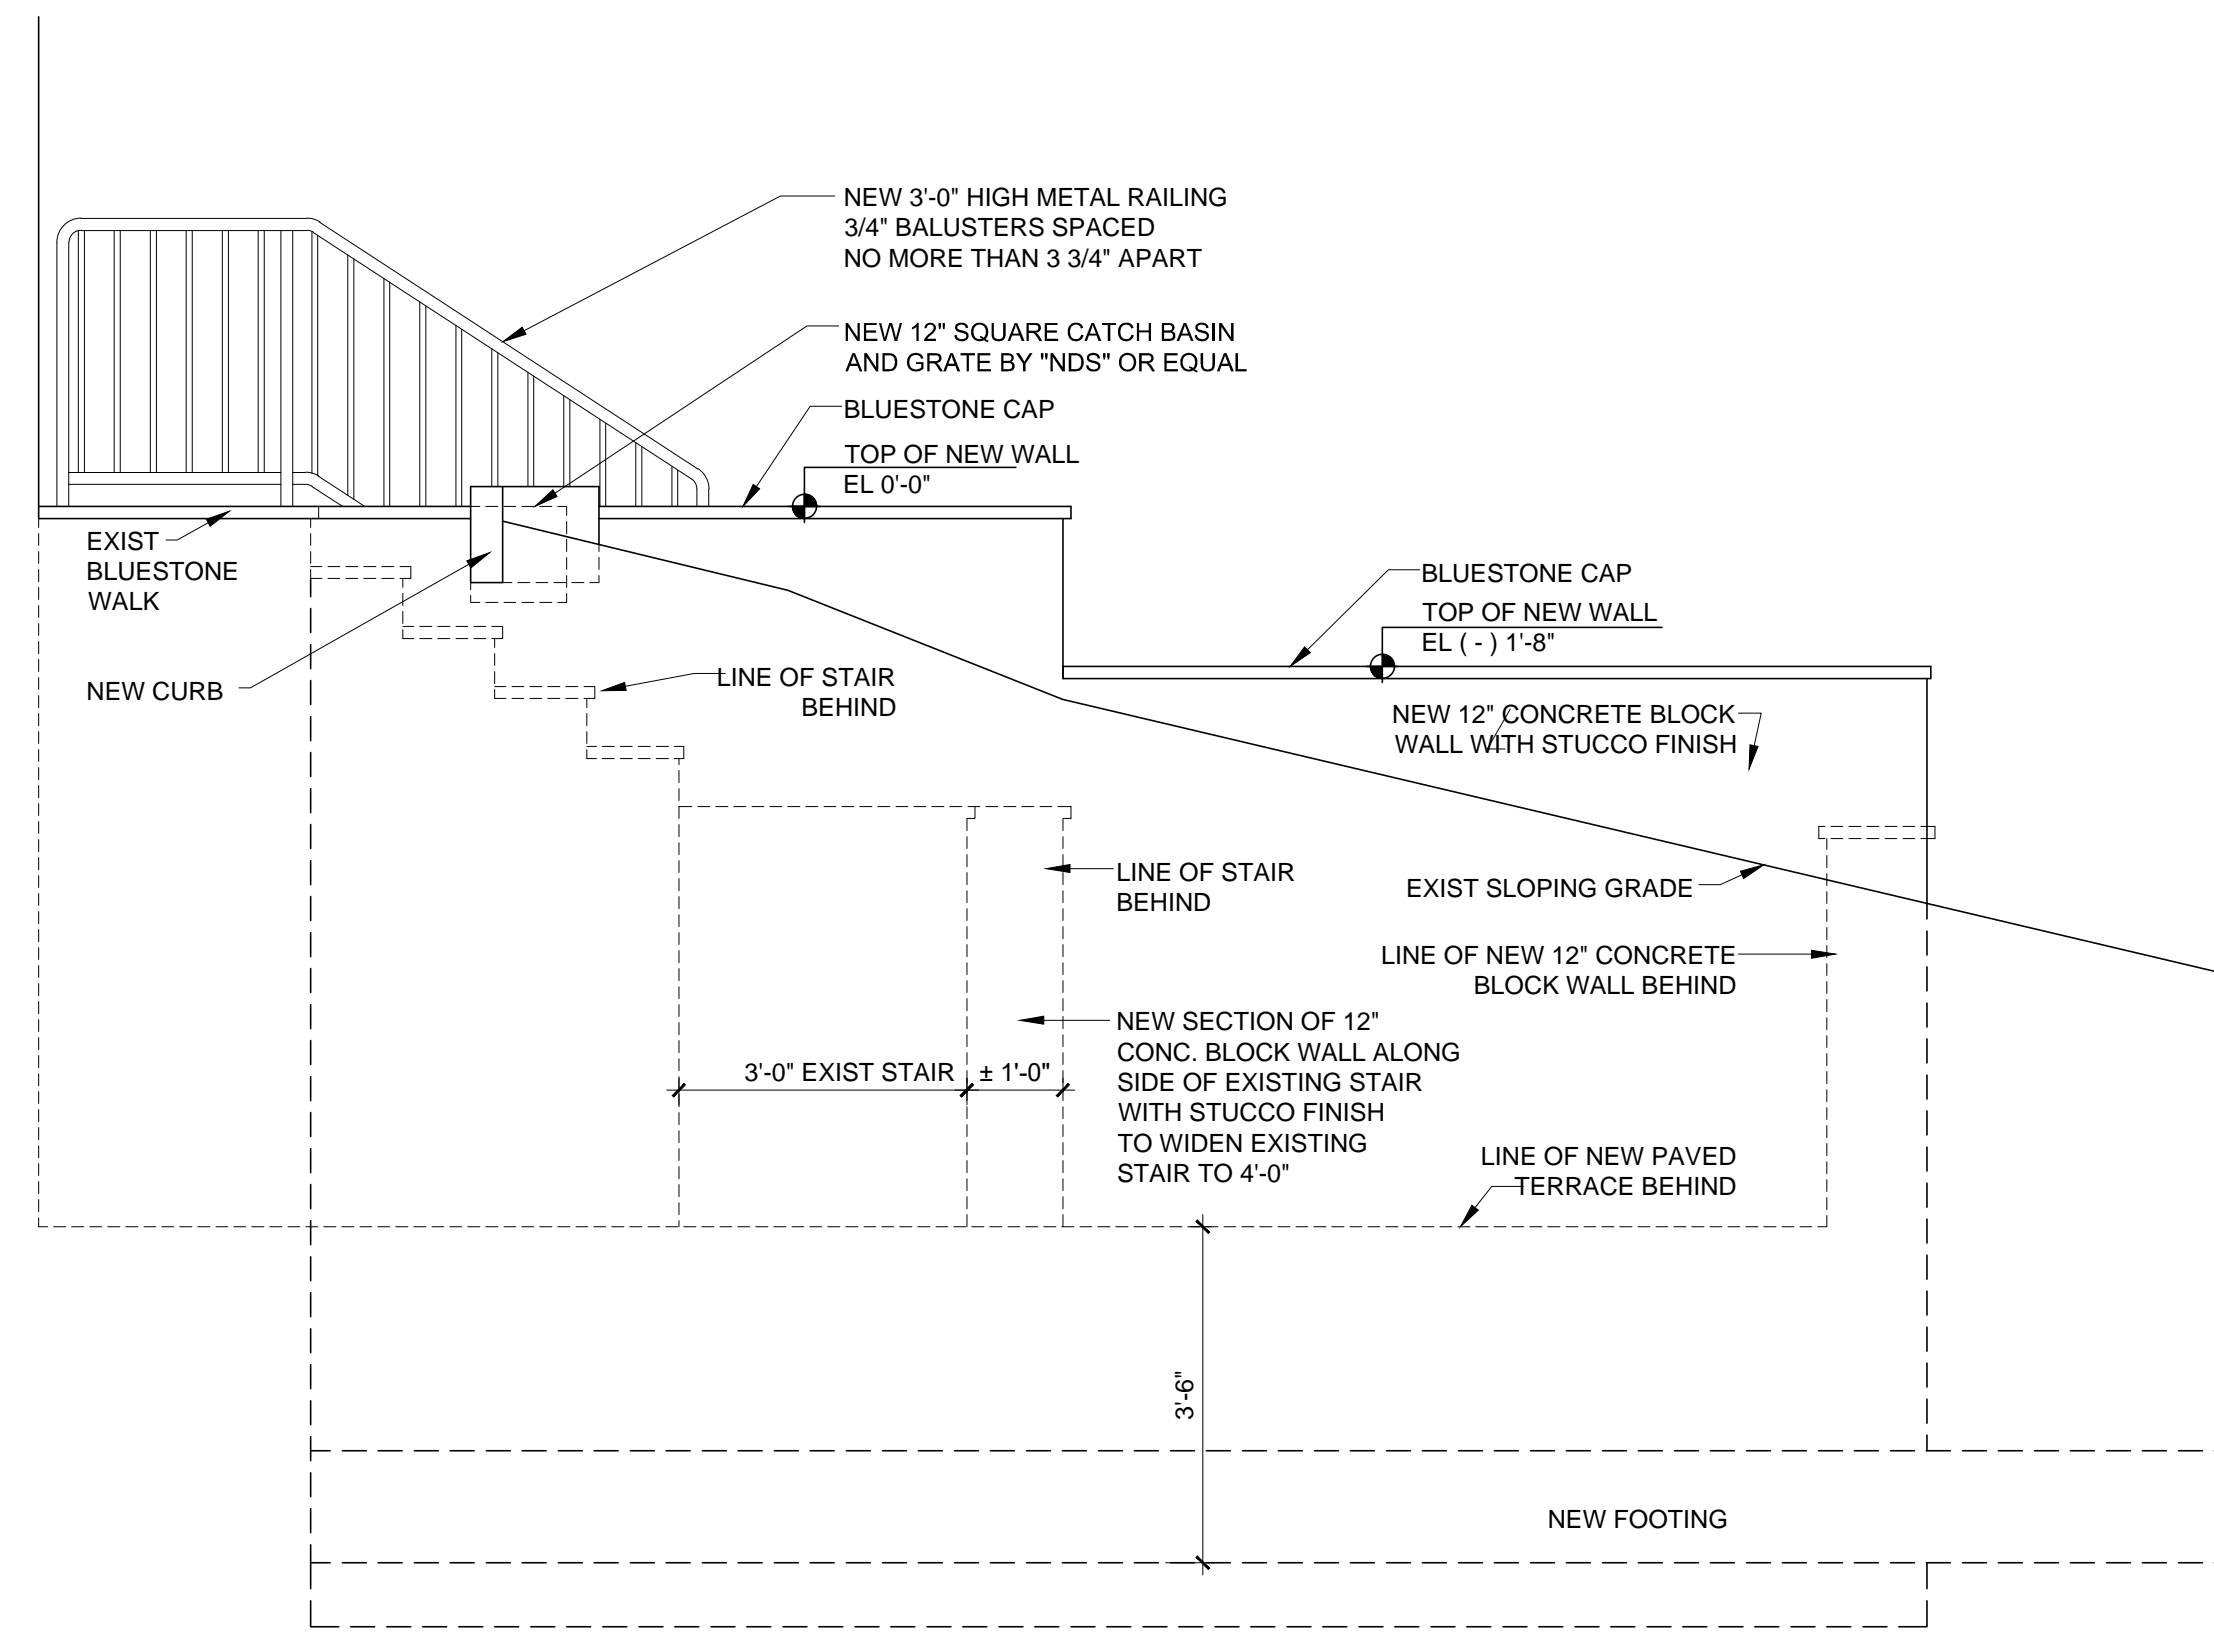 NEW 3'-0" HIGH METAL RAILING
3/4" BALUSTERS SPACED
NO MORE THAN 3 3/4" APART
NEW 12" SQUARE CATCH BASIN
AND GRATE BY "NDS" OR EQUAL
BLUESTONE CAP
TOP OF NEW WALL
EL 0'-0"
EXIST
BLUESTONE
WALK
NEW CURB
LINE OF STAIR
BEHIND
BLUESTONE CAP
TOP OF NEW WALL
EL ( - ) 1'-8"
NEW 12" CONCRETE BLOCK
WALL WITH STUCCO FINISH
LINE OF STAIR
BEHIND
EXIST SLOPING GRADE
LINE OF NEW 12" CONCRETE
BLOCK WALL BEHIND
3'-0" EXIST STAIR
± 1'-0"
NEW SECTION OF 12"
CONC. BLOCK WALL ALONG
SIDE OF EXISTING STAIR
WITH STUCCO FINISH
TO WIDEN EXISTING
STAIR TO 4'-0"
LINE OF NEW PAVED
TERRACE BEHIND
3'-6"
NEW FOOTING